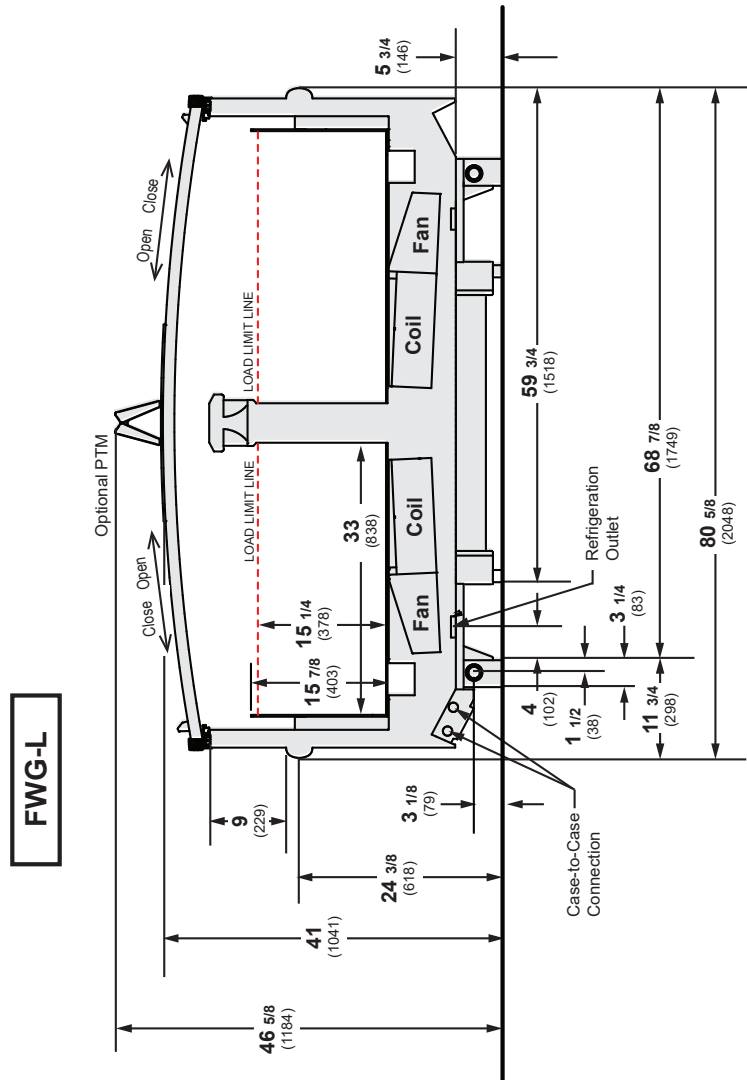 FWG-L
Optional PTM
Close
Open
Open
Close
LOAD LIMIT LINE
LOAD LIMIT LINE
46 5/8
(1184)
41
(1041)
24 3/8
(618)
9
(229)
3 1/8
(79)
15 7/8
(403)
15 1/4
(378)
33
(838)
Fan
Coil
Coil
Fan
5 3/4
(146)
Case-to-Case
Connection
Refrigeration
Outlet
4
(102)
1 1/2
(38)
11 3/4
(298)
3 1/4
(83)
59 3/4
(1518)
68 7/8
(1749)
80 5/8
(2048)